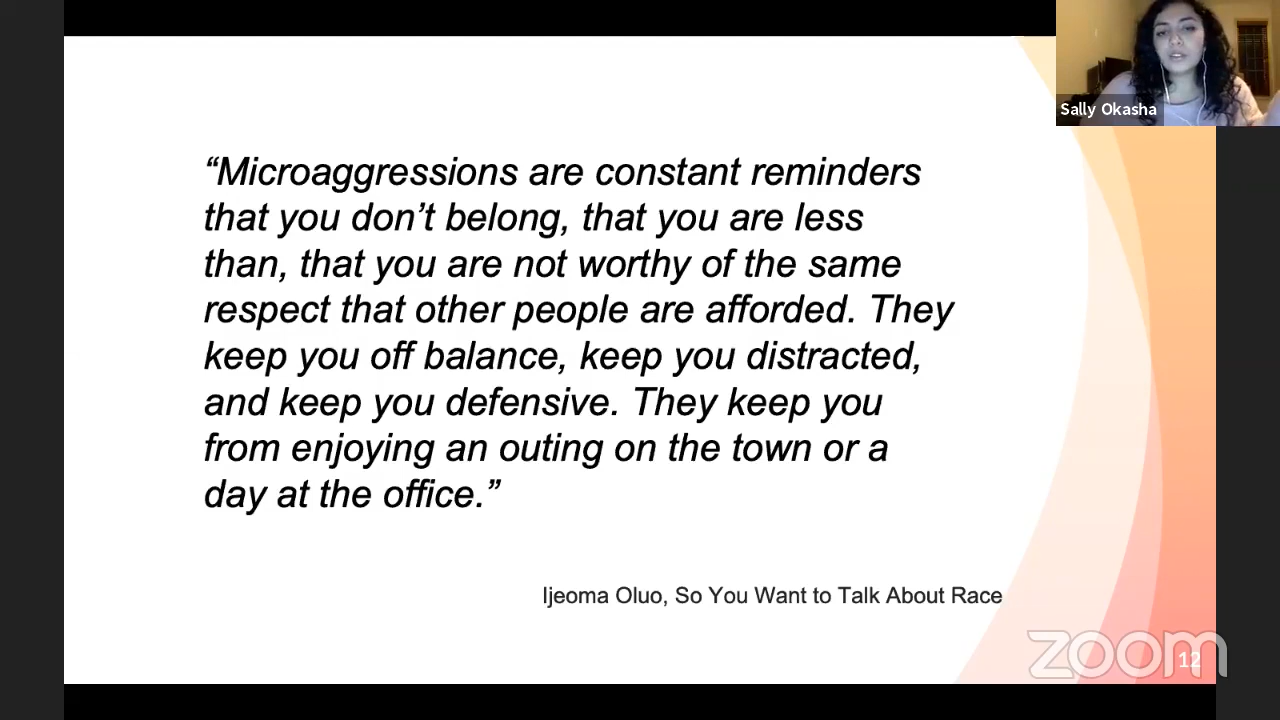 Sally Okasha
“Microaggressions are constant reminders
that you don’t belong, that you are less
than, that you are not worthy of the same
respect that other people are afforded. They
keep you off balance, keep you distracted,
and keep you defensive. They keep you
from enjoying an outing on the town or a
day at the office.”
Ijeoma Oluo, So You Want to Talk About Race
zoom
12